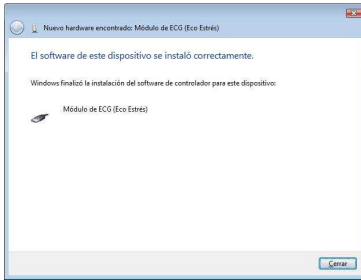 Nuevo hardware encontrado: Módulo de ECG (Eco Estrés)
El software de este dispositivo se instaló correctamente.
Windows finalizó la instalación del software de controlador para este dispositivo:
Módulo de ECG (Eco Estrés)
Cerrar